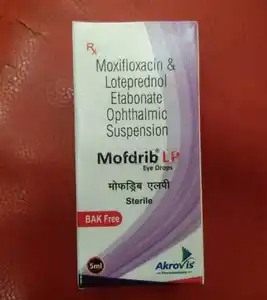 Rx
Moxifloxacin &
Loteprednol
Etabonate
Ophthalmic
Suspension
Mofdrib® LP
Eye Drops
मोफड्रिब एलपी
Sterile
BAK Free
5ml
Akrovis